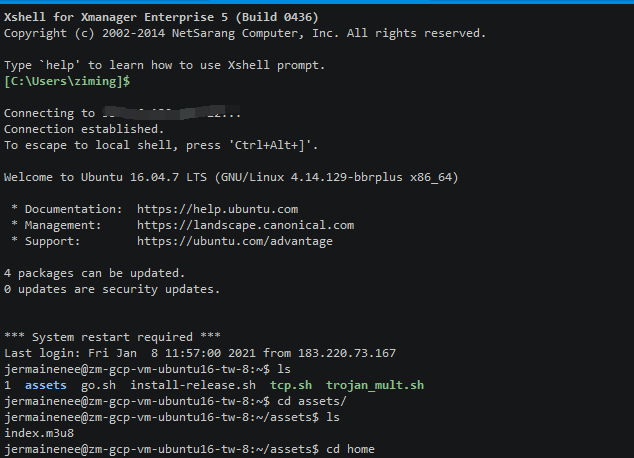 Xshell for Xmanager Enterprise 5 (Build 0436)
Copyright (c) 2002-2014 NetSarang Computer, Inc. All rights reserved.
Type `help' to learn how to use Xshell prompt.
[C:\Users\ziming]$
Connecting to
Connection established.
To escape to local shell, press 'Ctrl+Alt+]'.
Welcome to Ubuntu 16.04.7 LTS (GNU/Linux 4.14.129-bbrplus x86_64)
* Documentation:  https://help.ubuntu.com
* Management:     https://landscape.canonical.com
* Support:        https://ubuntu.com/advantage
4 packages can be updated.
0 updates are security updates.
*** System restart required ***
Last login: Fri Jan  8 11:57:00 2021 from 183.220.73.167
jermainenee@zm-gcp-vm-ubuntu16-tw-8:~$ ls
1  assets  go.sh  install-release.sh  tcp.sh  trojan_mult.sh
jermainenee@zm-gcp-vm-ubuntu16-tw-8:~$ cd assets/
jermainenee@zm-gcp-vm-ubuntu16-tw-8:~/assets$ ls
index.m3u8
jermainenee@zm-gcp-vm-ubuntu16-tw-8:~/assets$ cd home